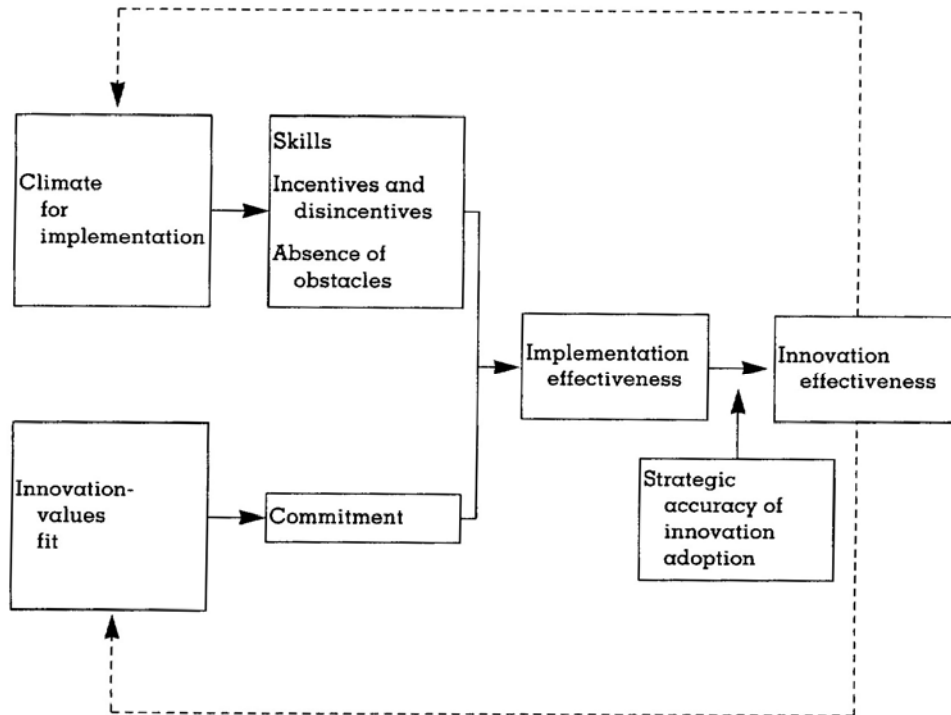 Climate
for
implementation
Skills
Incentives and
disincentives
Absence of
obstacles
Implementation
effectiveness
Innovation
effectiveness
Innovation-
values
fit
Commitment
Strategic
accuracy of
innovation
adoption